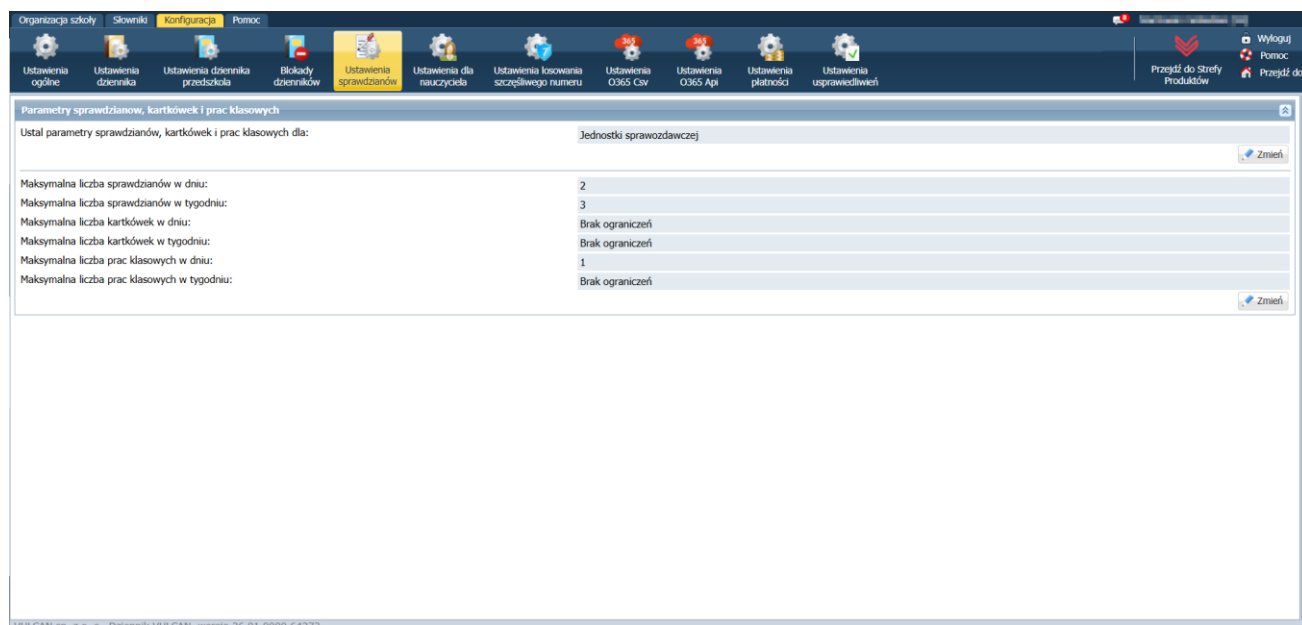 Organizacja szkoły Słowniki Konfiguracja Pomoc
Ustawienia ogólne
Ustawienia dziennika
Ustawienia dziennika przedszkola
Blokady dzienników
Ustawienia sprawdzianów
Ustawienia dla nauczyciela
Ustawienia losowania szczęśliwego numeru
365
Ustawienia O365 Csv
365
Ustawienia O365 Api
Ustawienia płatności
Ustawienia usprawiedliwień
Przejdź do Strefy Produktów
Wyloguj
Pomoc
Przejdź do
Parametry sprawdzianow, kartkówek i prac klasowych
Ustal parametry sprawdzianów, kartkówek i prac klasowych dla: Jednostki sprawozdawczej
Zmień
Maksymalna liczba sprawdzianów w dniu: 2
Maksymalna liczba sprawdzianów w tygodniu: 3
Maksymalna liczba kartkówek w dniu: Brak ograniczeń
Maksymalna liczba kartkówek w tygodniu: Brak ograniczeń
Maksymalna liczba prac klasowych w dniu: 1
Maksymalna liczba prac klasowych w tygodniu: Brak ograniczeń
Zmień